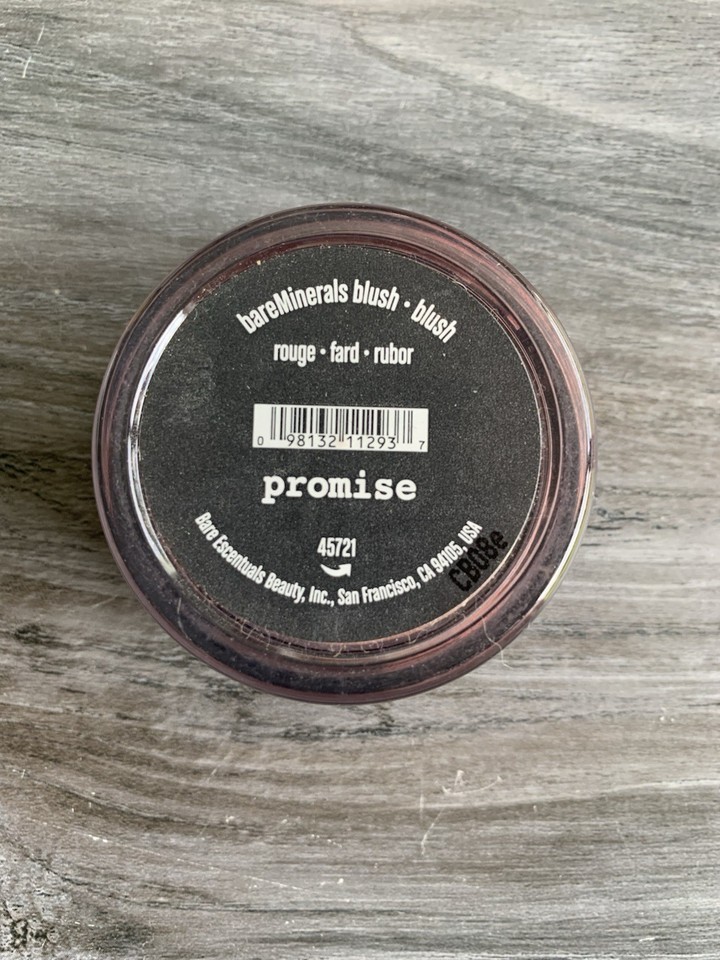 bareMinerals blush · blush
rouge · fard · rubor
0 98132 11293 7
promise
45721
Bare Escentuals Beauty, Inc., San Francisco, CA 94105, USA
CB08e